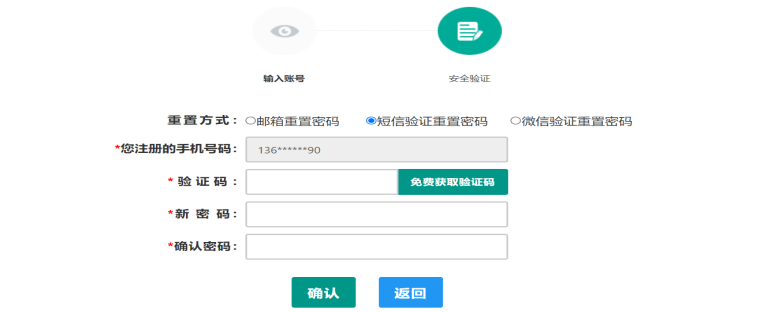 输入账号 安全验证
重置方式: 邮箱重置密码 短信验证重置密码 微信验证重置密码
*您注册的手机号码: 136******90
*验证码: 免费获取验证码
*新密码:
*确认密码:
确认 返回